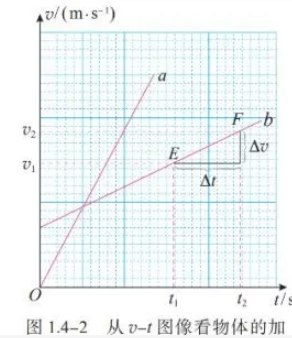 v/(m·s⁻¹)
a
v₂
F
b
Δv
E
v₁
Δt
O
t₁
t₂
t/s
图 1.4-2 从 v-t 图像看物体的加